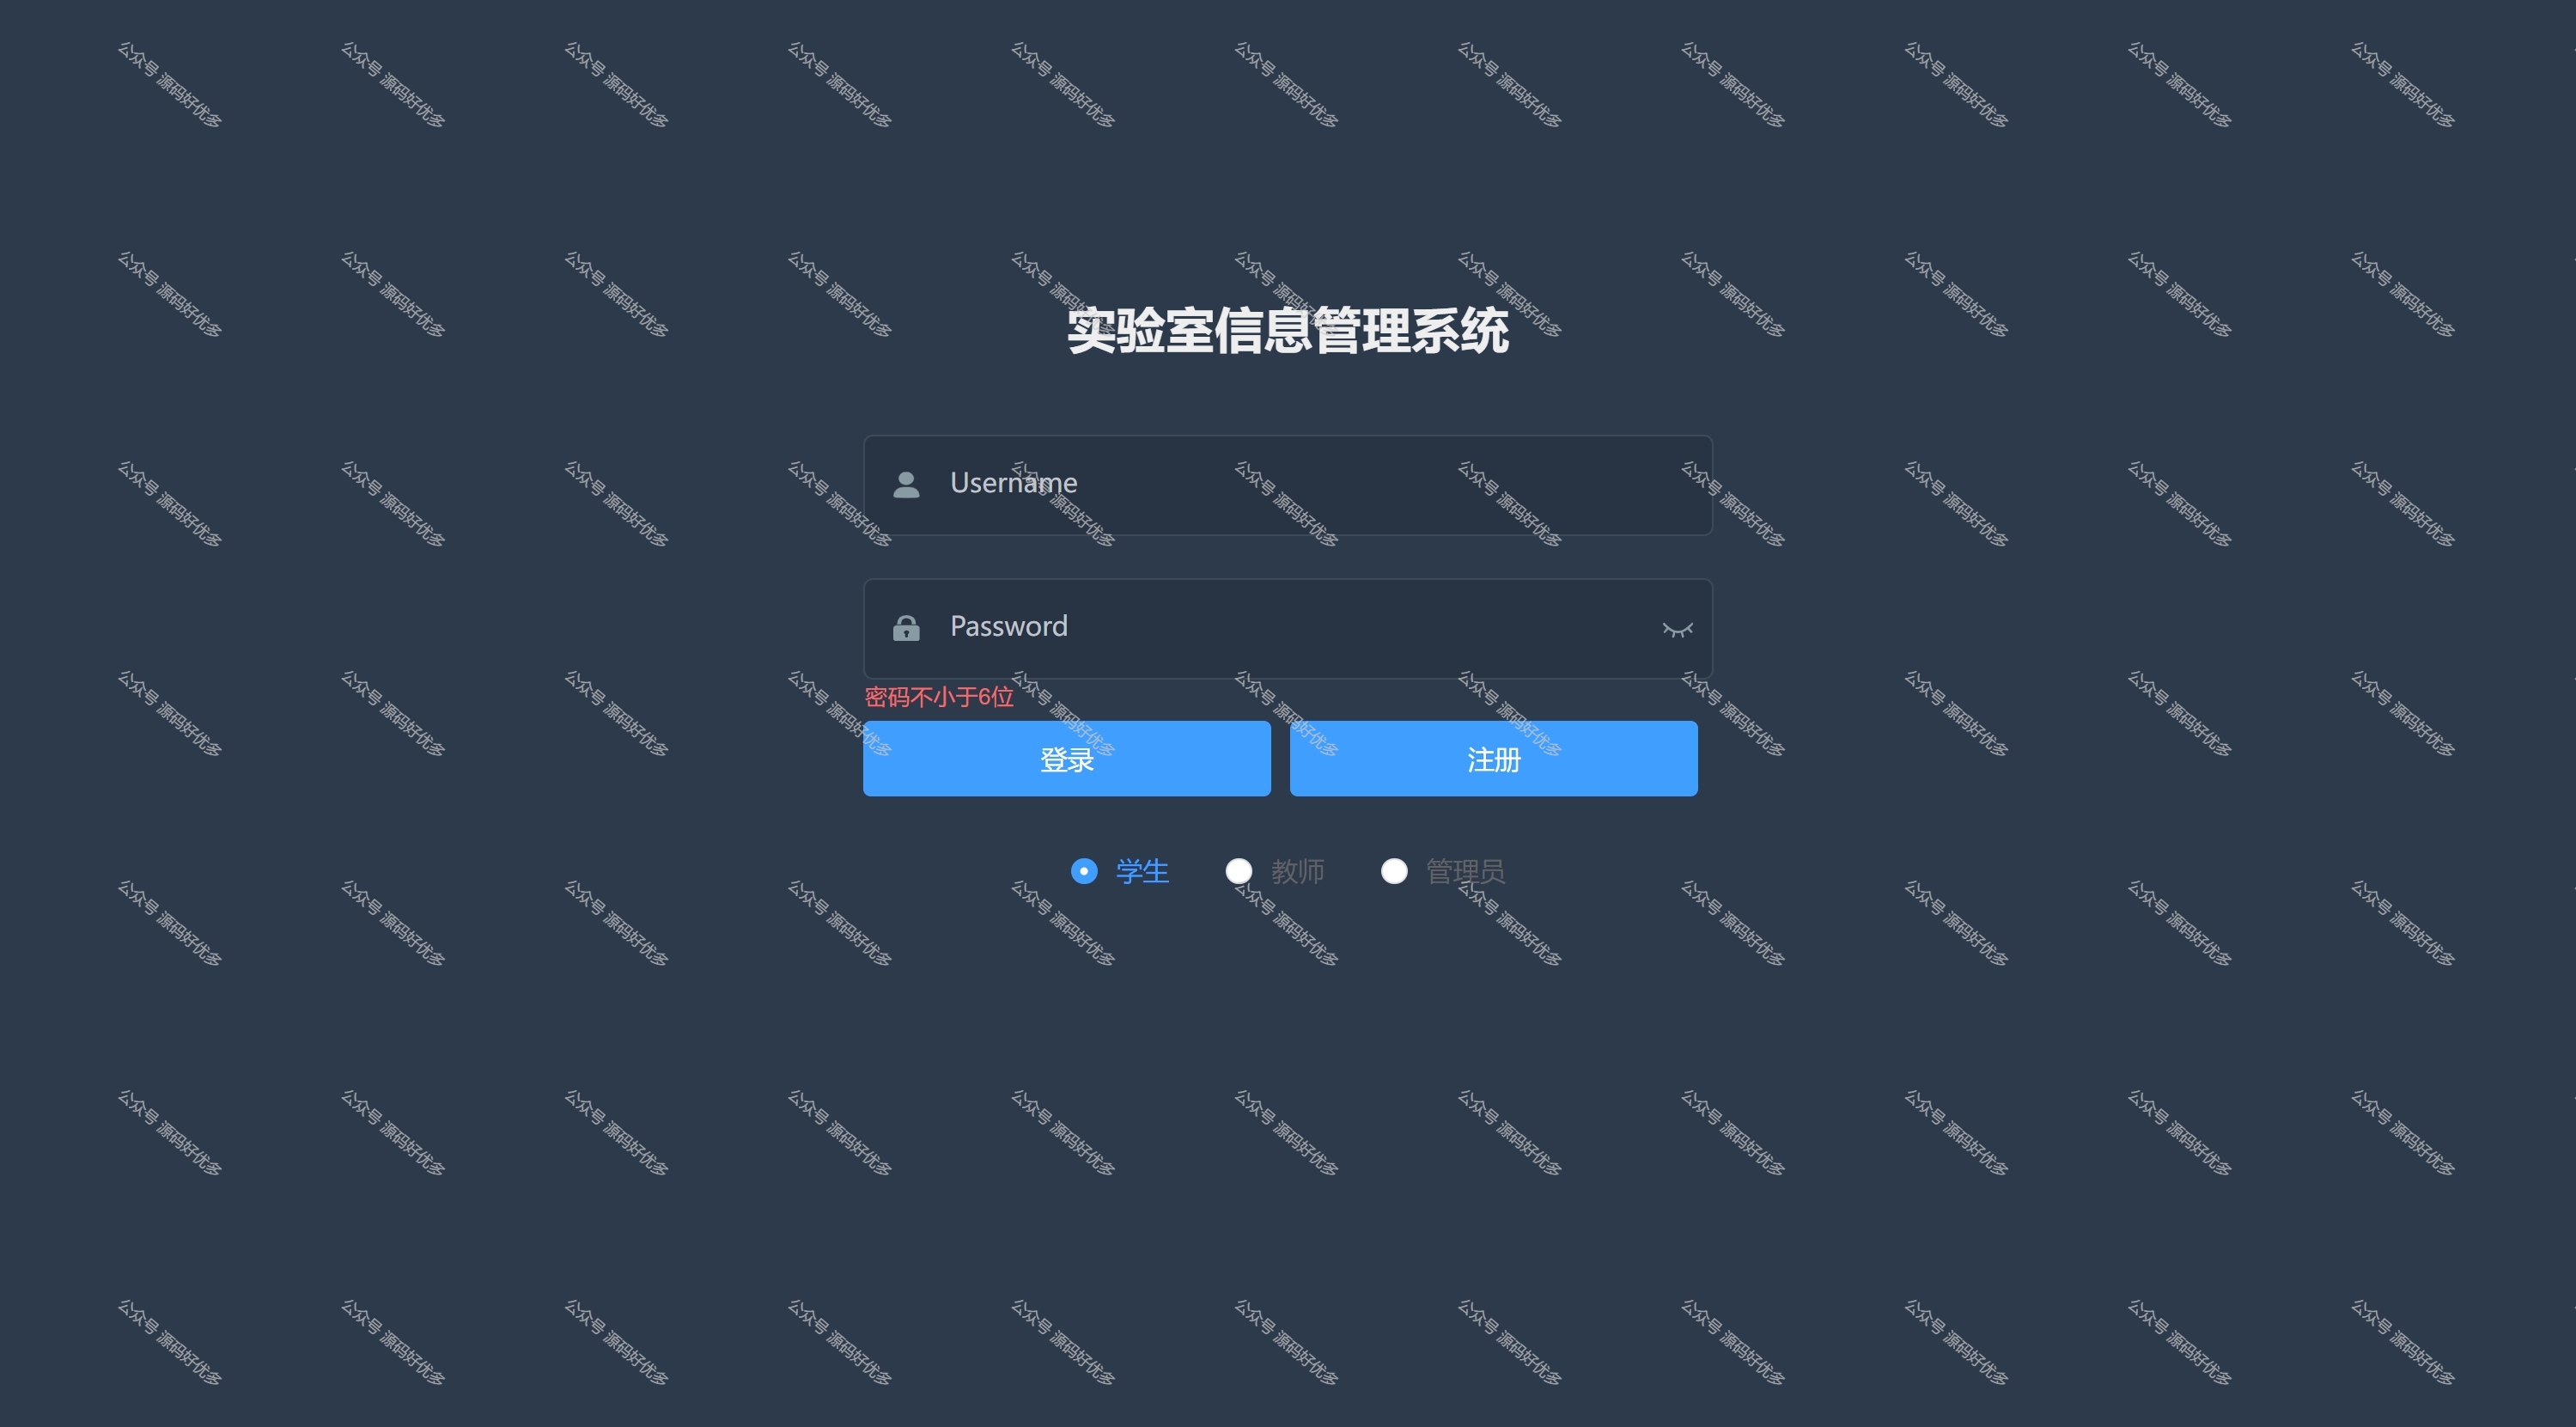 实验室信息管理系统
Username
Password
密码不小于6位
登录 注册
学生 教师 管理员
公众号 源码好优多